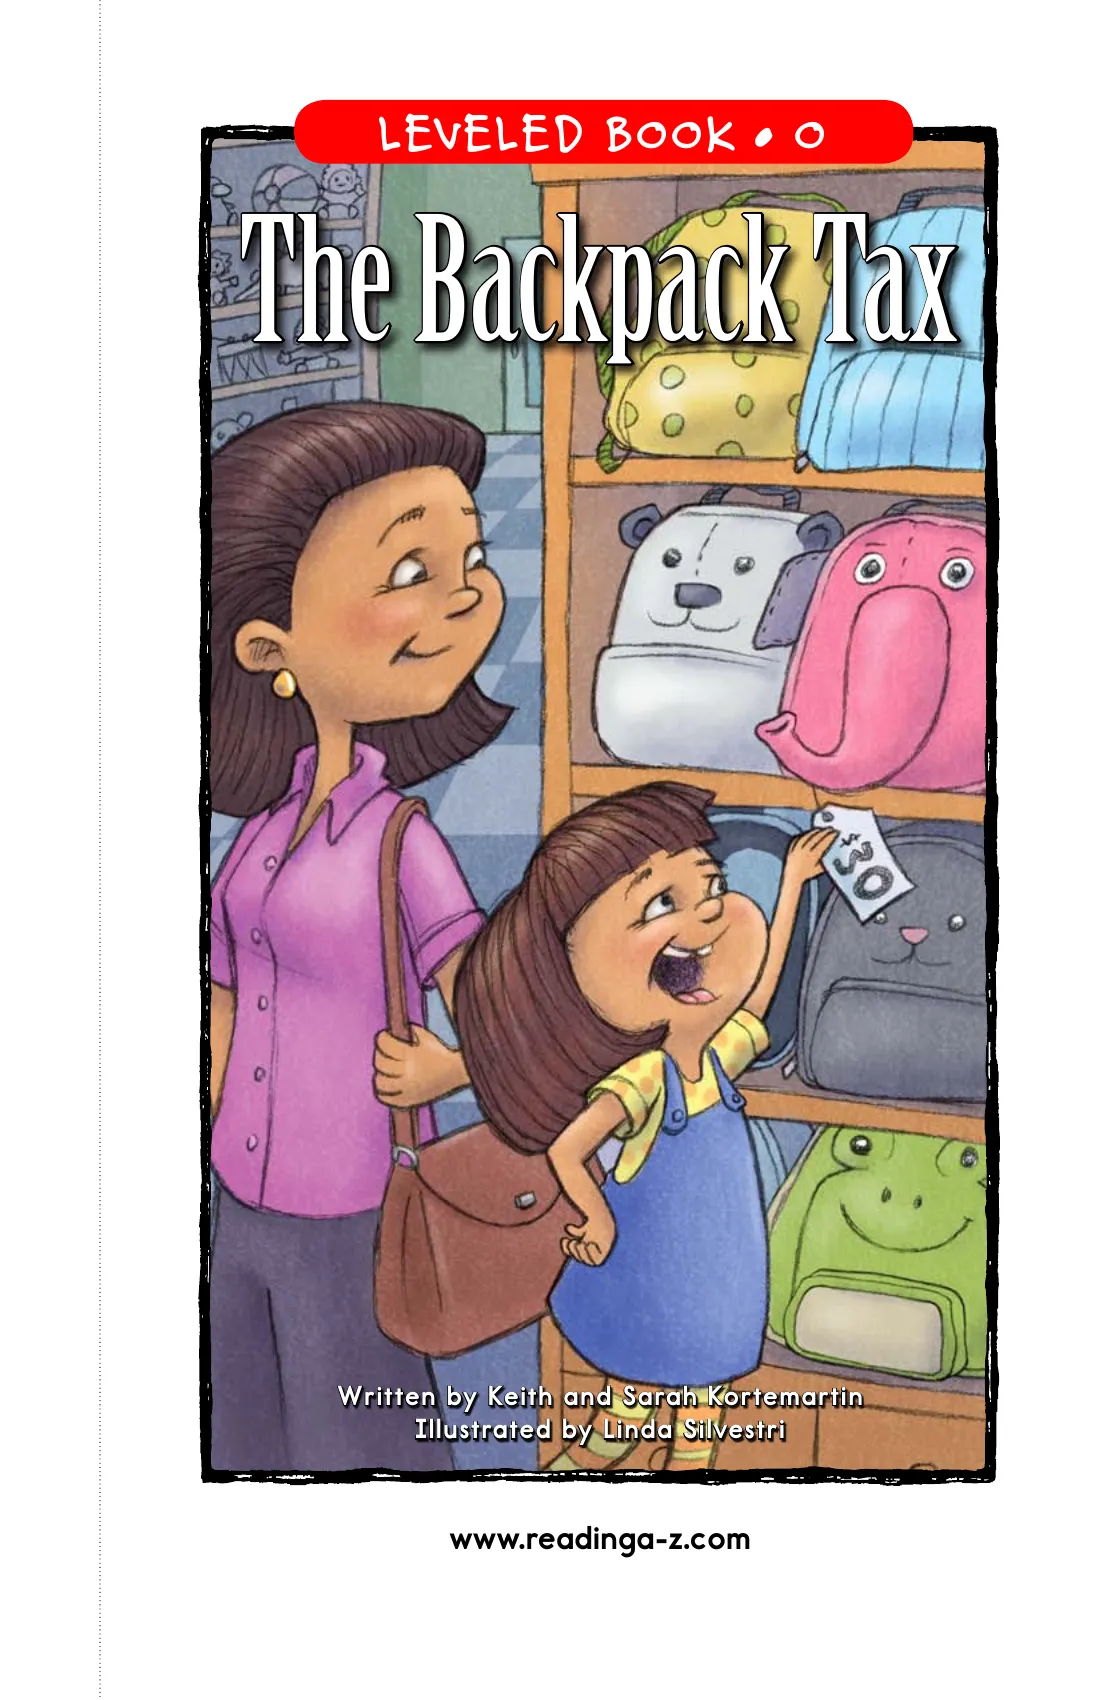 LEVELED BOOK • O
The Backpack Tax
$30
Written by Keith and Sarah Kortemartin
Illustrated by Linda Silvestri
www.readinga-z.com